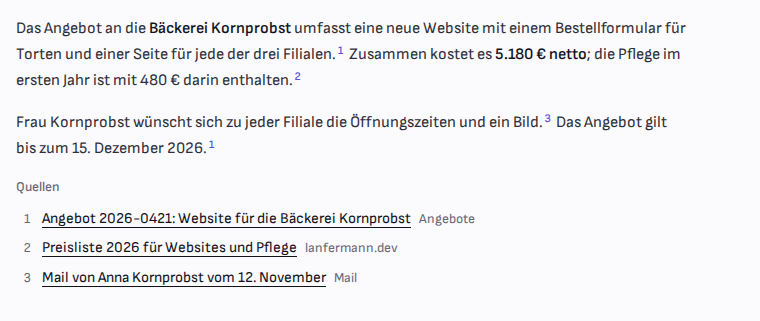 Das Angebot an die Bäckerei Kornprobst umfasst eine neue Website mit einem Bestellformular für
Torten und einer Seite für jede der drei Filialen.1 Zusammen kostet es 5.180 € netto; die Pflege im
ersten Jahr ist mit 480 € darin enthalten.2
Frau Kornprobst wünscht sich zu jeder Filiale die Öffnungszeiten und ein Bild.3 Das Angebot gilt
bis zum 15. Dezember 2026.1
Quellen
1 Angebot 2026-0421: Website für die Bäckerei Kornprobst Angebote
2 Preisliste 2026 für Websites und Pflege lanfermann.dev
3 Mail von Anna Kornprobst vom 12. November Mail